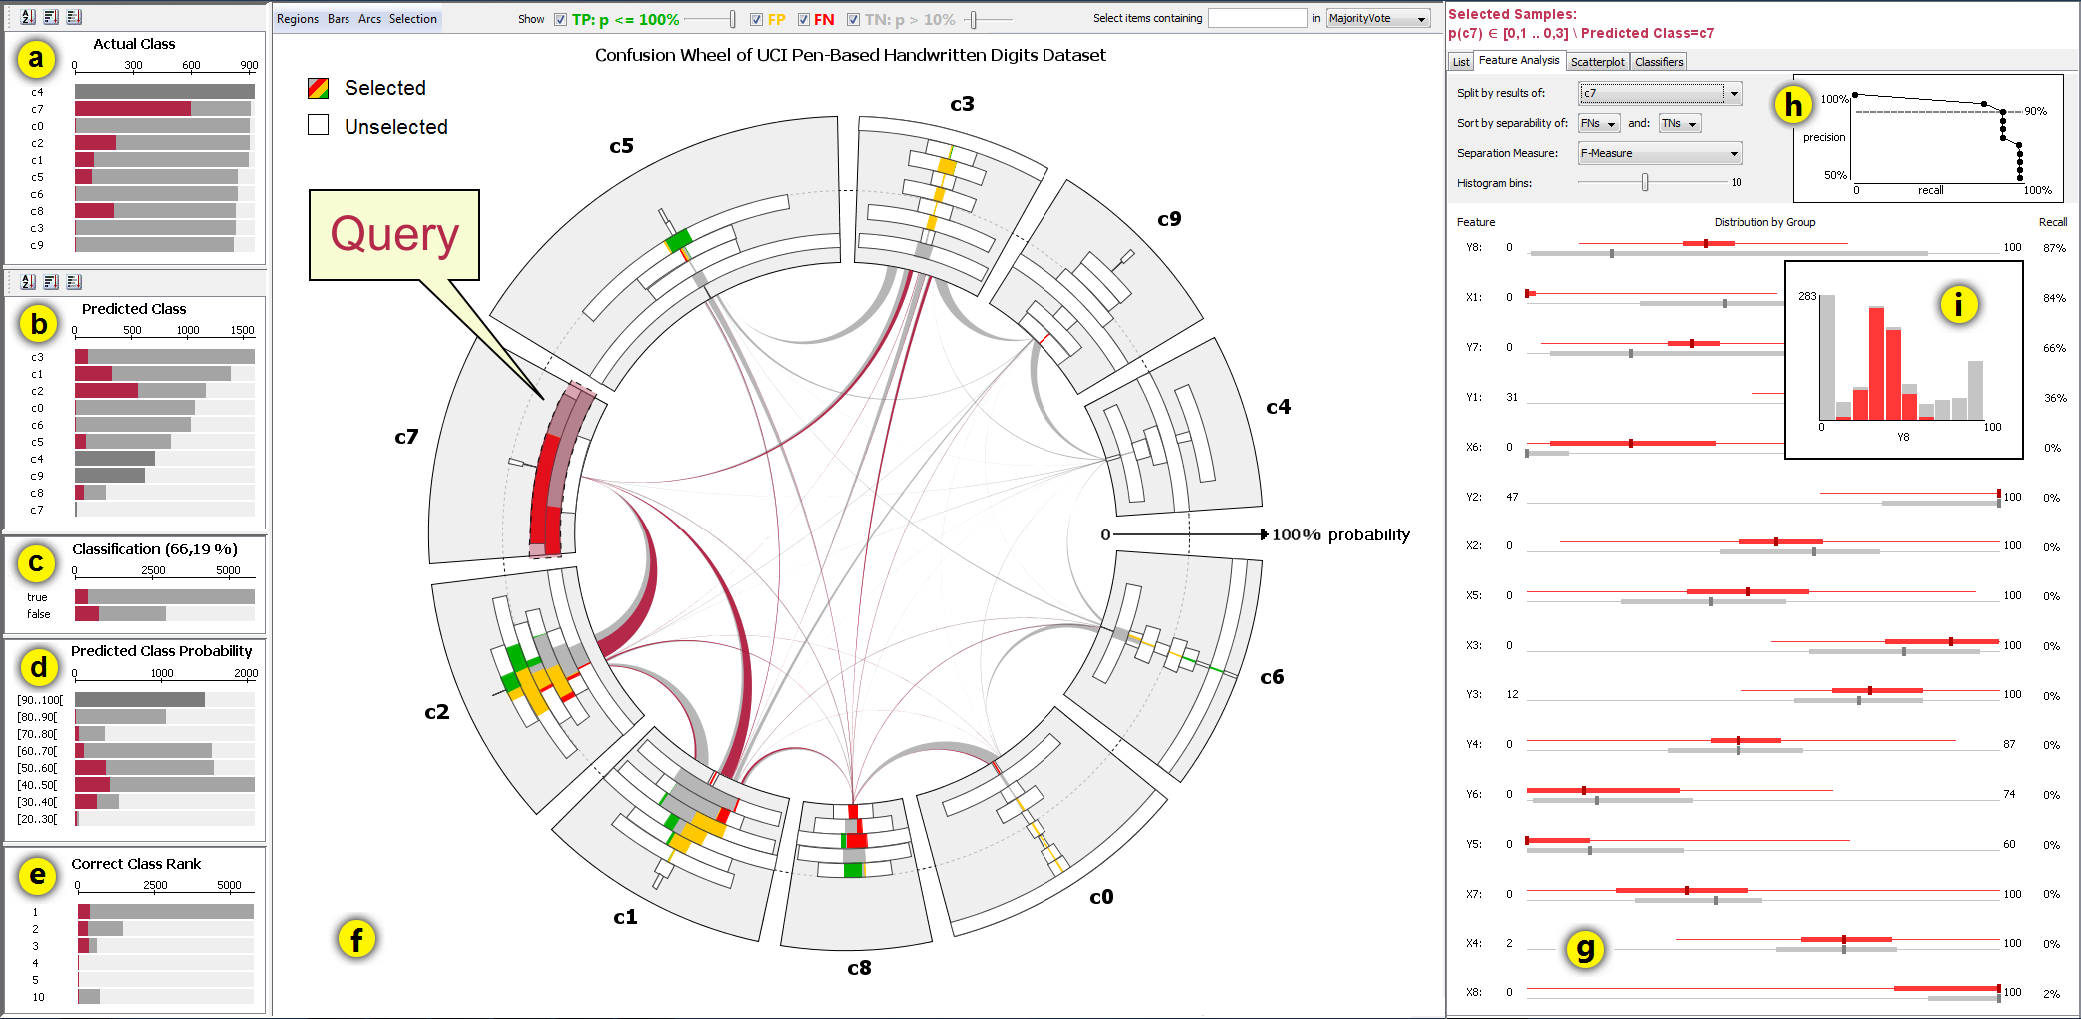 a
Actual Class
0 300 600 900
c4
c7
c0
c2
c1
c5
c6
c8
c3
c9
b
Predicted Class
0 500 1000 1500
c3
c1
c2
c0
c6
c5
c4
c9
c8
c7
c
Classification (66,19 %)
0 2500 5000
true
false
d
Predicted Class Probability
0 1000 2000
[90..100[
[80..90[
[70..80[
[60..70[
[50..60[
[40..50[
[30..40[
[20..30[
e
Correct Class Rank
0 2500 5000
1
2
3
4
5
10
Regions Bars Arcs Selection
Show TP: p <= 100% FP FN TN: p > 10%
Select items containing in MajorityVote
Confusion Wheel of UCI Pen-Based Handwritten Digits Dataset
Selected
Unselected
Query
c3
c9
c4
0 100% probability
c6
c0
c8
c1
c2
c7
c5
f
Selected Samples:
p(c7) ∈ [0,1 .. 0,3] \ Predicted Class=c7
List Feature Analysis Scatterplot Classifiers
Split by results of: c7
Sort by separability of: FNs and: TNs
Separation Measure: F-Measure
Histogram bins: 10
h
100%
90%
precision
50%
0 recall 100%
Feature Distribution by Group Recall
Y8: 0 100 87%
X1: 0 84%
Y7: 0 66%
Y1: 31 36%
X6: 0 0%
Y2: 47 100 0%
X2: 0 100 0%
X5: 0 100 0%
X3: 0 100 0%
Y3: 12 100 0%
Y4: 0 87 0%
Y6: 0 74 0%
Y5: 0 60 0%
X7: 0 100 0%
X4: 2 100 0%
X8: 0 100 2%
i
283
0 Y8 100
g